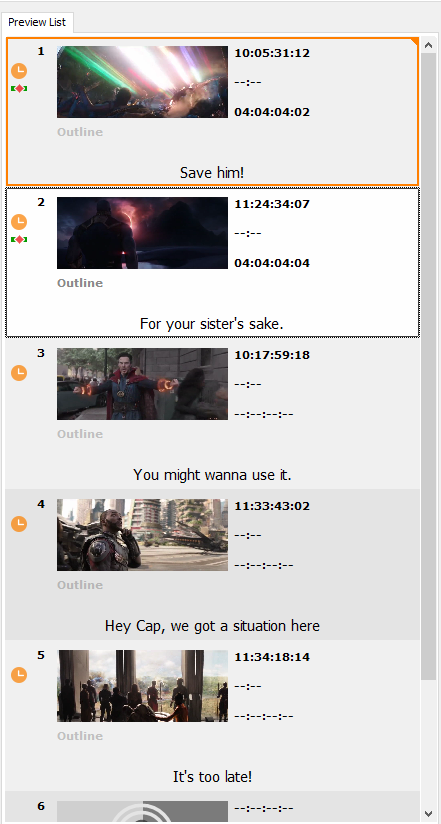 Preview List
1
10:05:31:12
--:--
04:04:04:02
Outline
Save him!
2
11:24:34:07
--:--
04:04:04:04
Outline
For your sister's sake.
3
10:17:59:18
--:--
--:--:--:--
Outline
You might wanna use it.
4
11:33:43:02
--:--
--:--:--:--
Outline
Hey Cap, we got a situation here
5
11:34:18:14
--:--
--:--:--:--
Outline
It's too late!
6
--:--:--:--